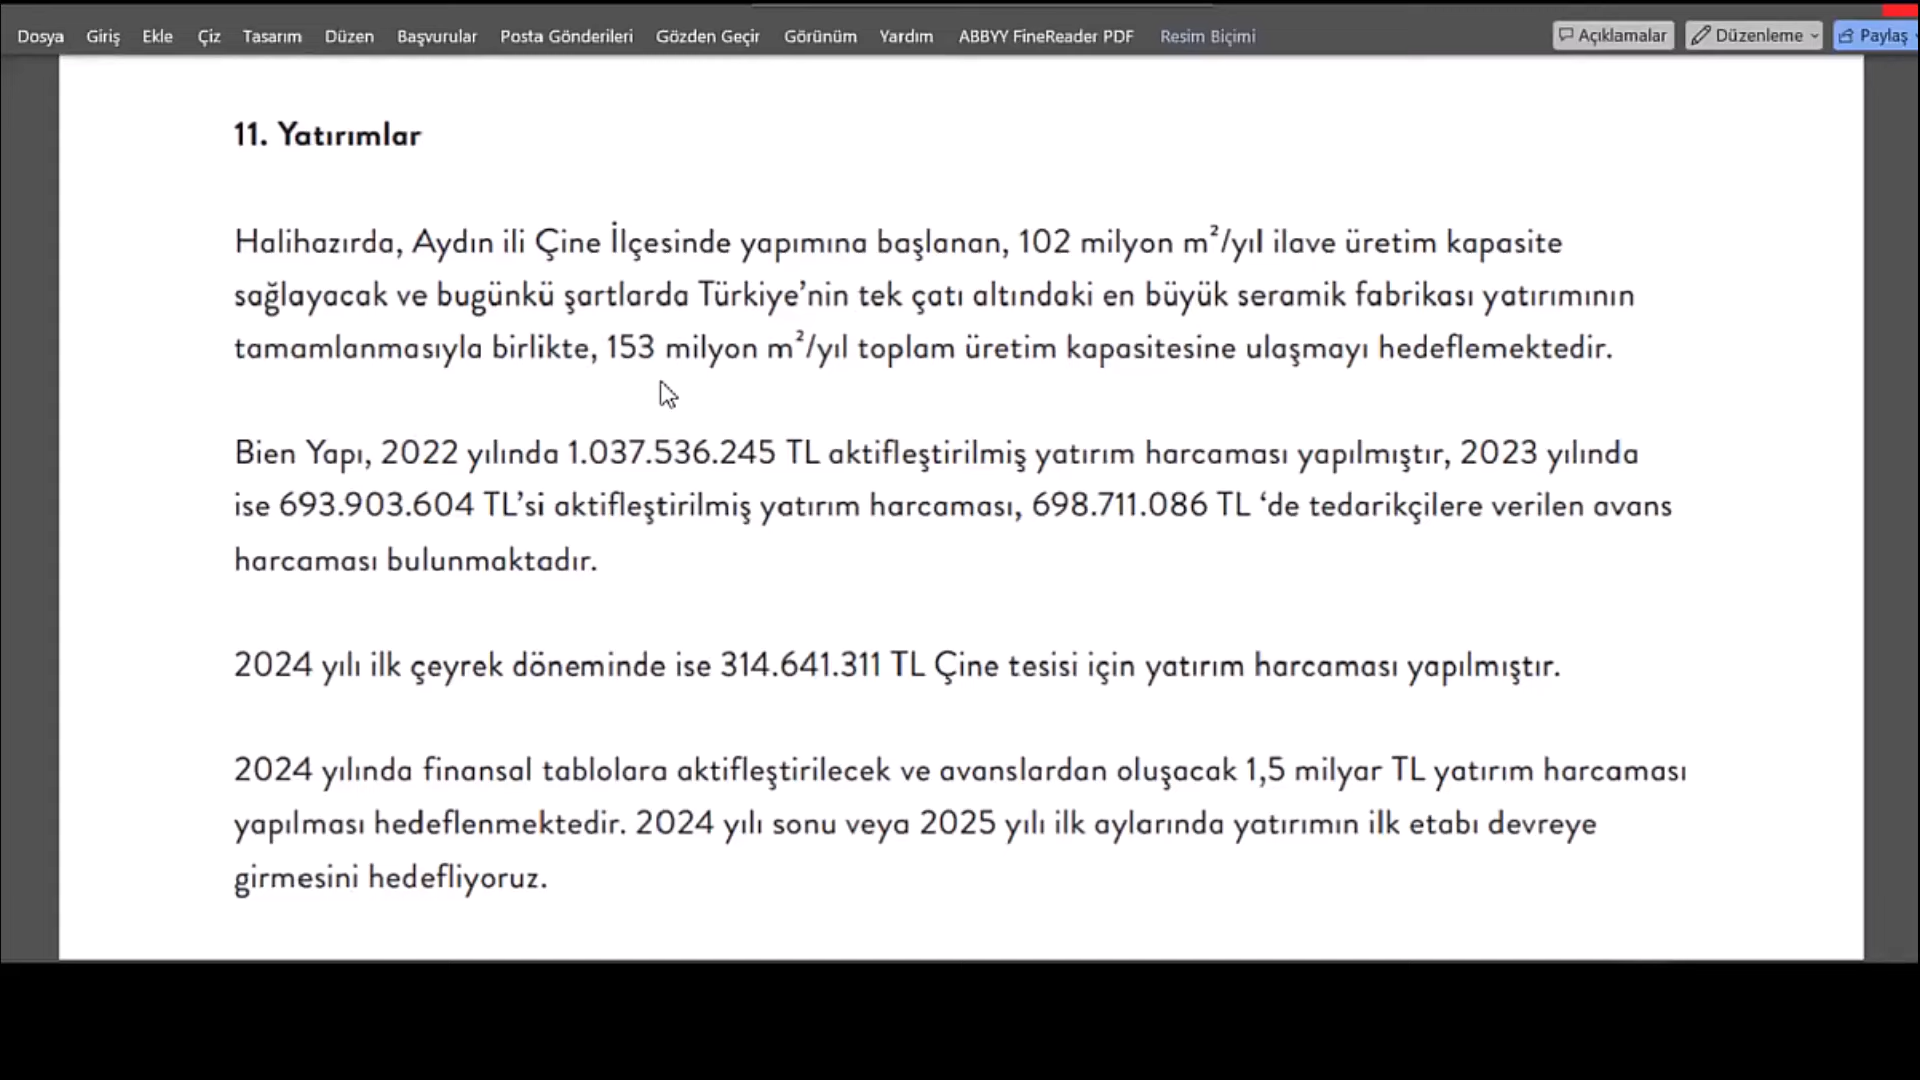 Dosya Giriş Ekle Çiz Tasarım Düzen Başvurular Posta Gönderileri Gözden Geçir Görünüm Yardım ABBYY FineReader PDF Resim Biçimi Açıklamalar Düzenleme Paylaş
11. Yatırımlar
Halihazırda, Aydın ili Çine İlçesinde yapımına başlanan, 102 milyon m²/yıl ilave üretim kapasite
sağlayacak ve bugünkü şartlarda Türkiye’nin tek çatı altındaki en büyük seramik fabrikası yatırımının
tamamlanmasıyla birlikte, 153 milyon m²/yıl toplam üretim kapasitesine ulaşmayı hedeflemektedir.
Bien Yapı, 2022 yılında 1.037.536.245 TL aktifleştirilmiş yatırım harcaması yapılmıştır, 2023 yılında
ise 693.903.604 TL’si aktifleştirilmiş yatırım harcaması, 698.711.086 TL ‘de tedarikçilere verilen avans
harcaması bulunmaktadır.
2024 yılı ilk çeyrek döneminde ise 314.641.311 TL Çine tesisi için yatırım harcaması yapılmıştır.
2024 yılında finansal tablolara aktifleştirilecek ve avanslardan oluşacak 1,5 milyar TL yatırım harcaması
yapılması hedeflenmektedir. 2024 yılı sonu veya 2025 yılı ilk aylarında yatırımın ilk etabı devreye
girmesini hedefliyoruz.